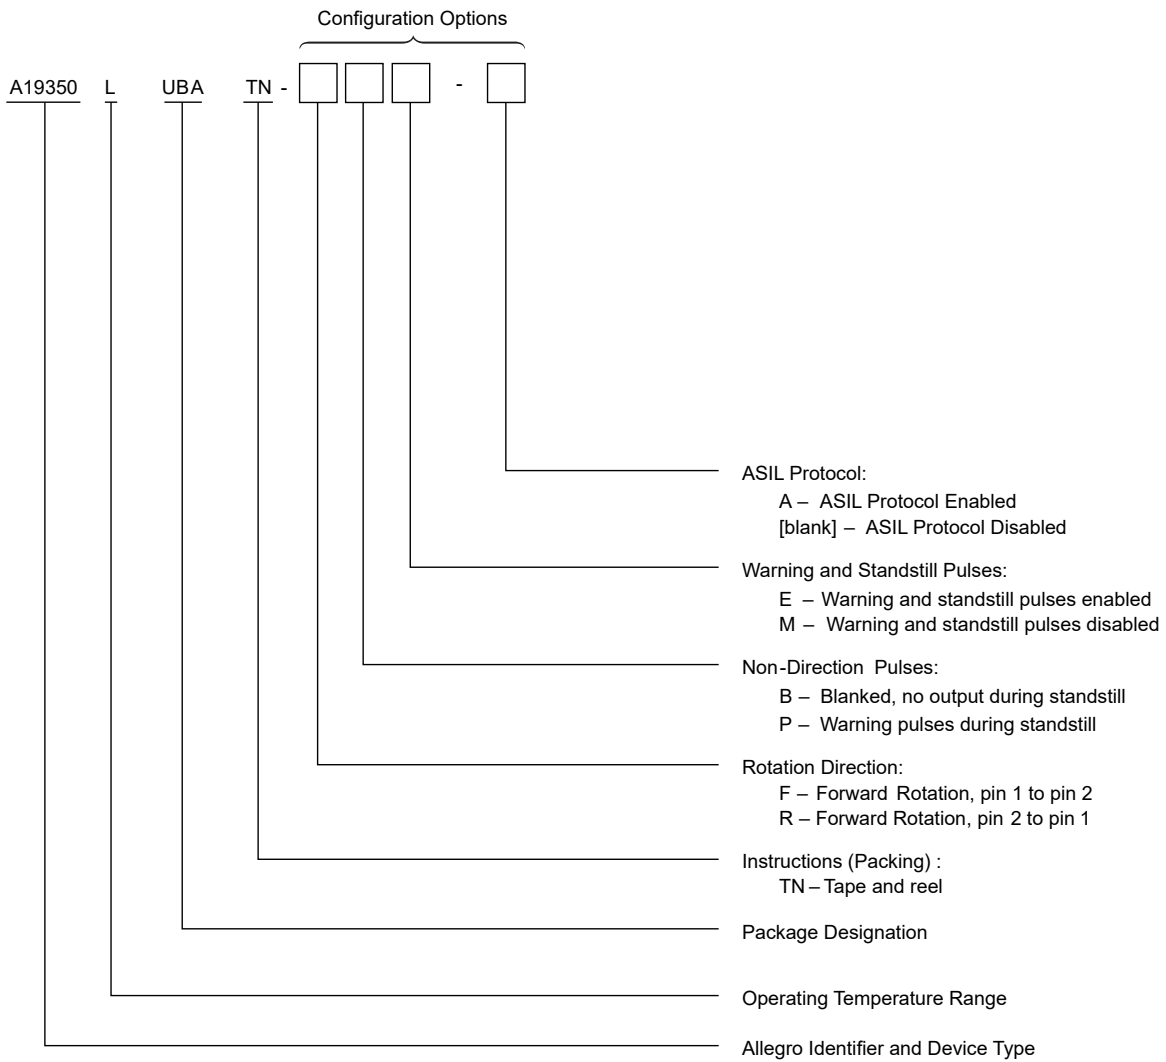 Configuration Options
A19350 L UBA TN - -
ASIL Protocol:
A – ASIL Protocol Enabled
[blank] – ASIL Protocol Disabled
Warning and Standstill Pulses:
E – Warning and standstill pulses enabled
M – Warning and standstill pulses disabled
Non-Direction Pulses:
B – Blanked, no output during standstill
P – Warning pulses during standstill
Rotation Direction:
F – Forward Rotation, pin 1 to pin 2
R – Forward Rotation, pin 2 to pin 1
Instructions (Packing) :
TN – Tape and reel
Package Designation
Operating Temperature Range
Allegro Identifier and Device Type